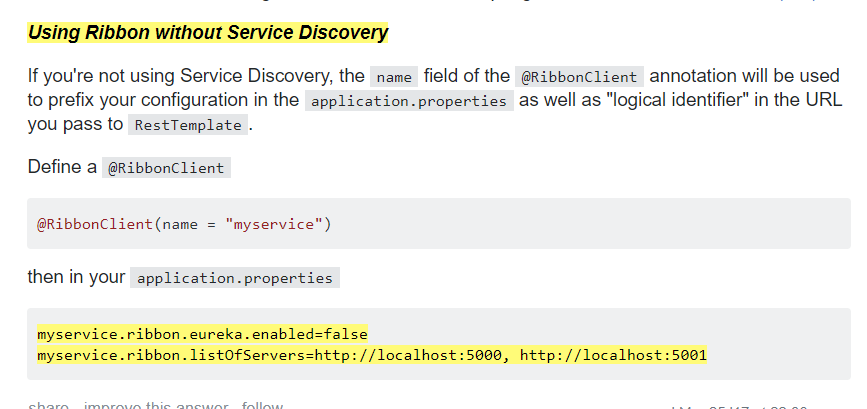 Using Ribbon without Service Discovery
If you're not using Service Discovery, the name field of the @RibbonClient annotation will be used
to prefix your configuration in the application.properties as well as "logical identifier" in the URL
you pass to RestTemplate.
Define a @RibbonClient
@RibbonClient(name = "myservice")
then in your application.properties
myservice.ribbon.eureka.enabled=false
myservice.ribbon.listOfServers=http://localhost:5000, http://localhost:5001
share improve this answer follow